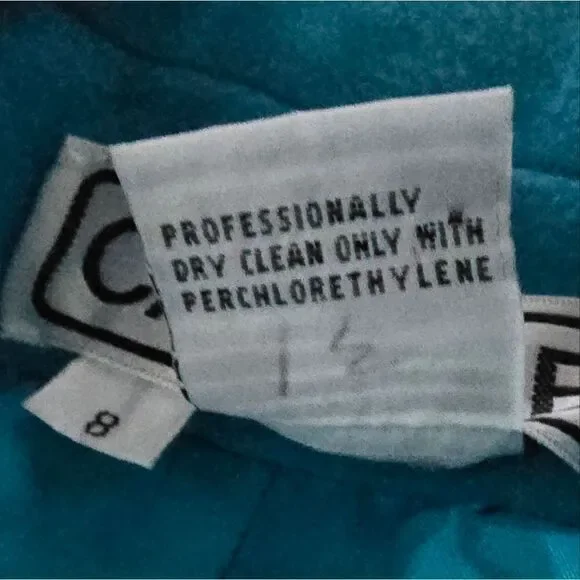 PROFESSIONALLY
DRY CLEAN ONLY WITH
PERCHLORETHYLENE
8